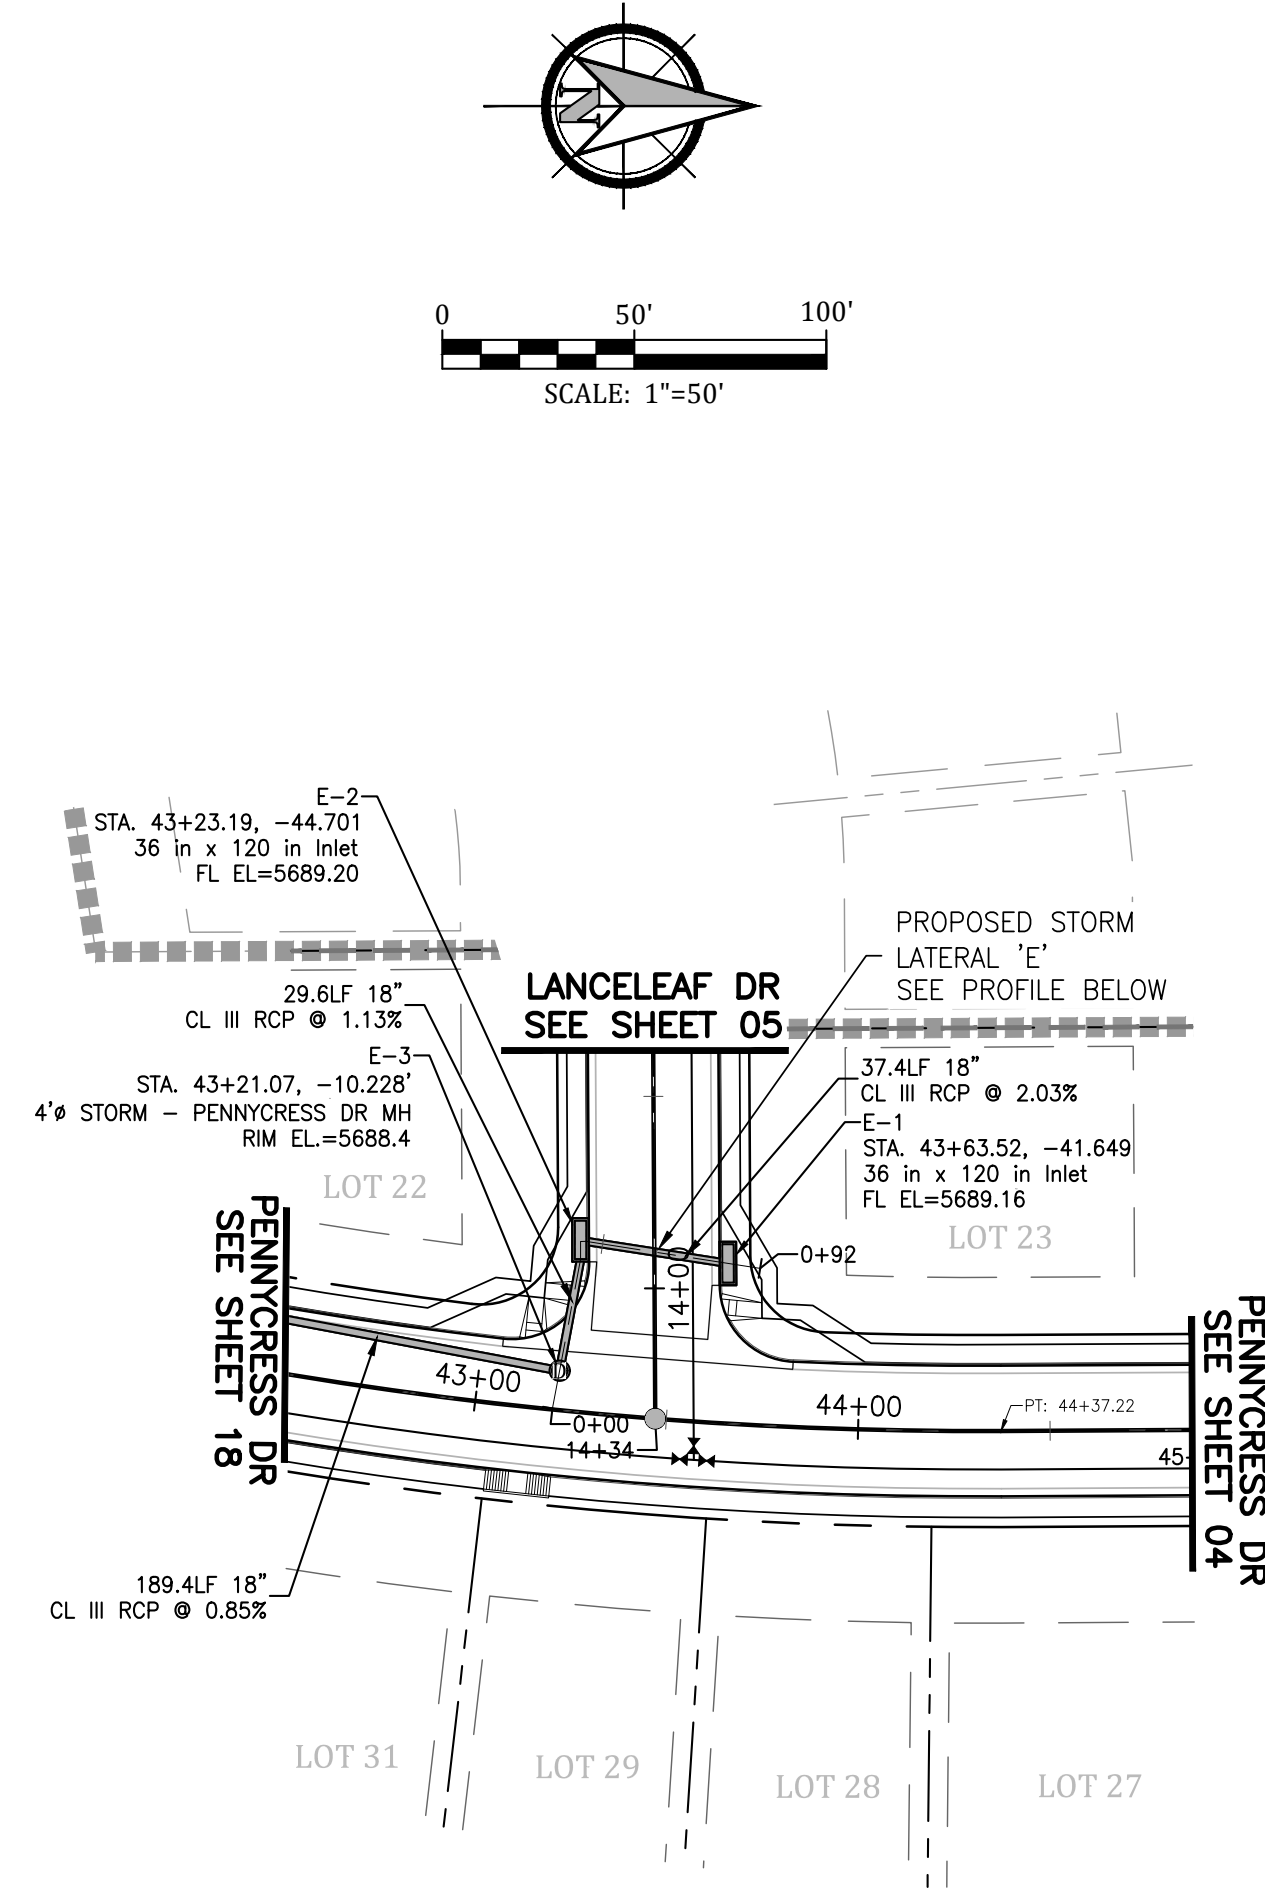 N
0 50' 100'
SCALE: 1"=50'
E-2
STA. 43+23.19, -44.701
36 in x 120 in Inlet
FL EL=5689.20
PROPOSED STORM
LATERAL 'E'
SEE PROFILE BELOW
LANCELEAF DR
SEE SHEET 05
29.6LF 18"
CL III RCP @ 1.13%
E-3
STA. 43+21.07, -10.228'
4'ø STORM - PENNYCRESS DR MH
RIM EL.=5688.4
37.4LF 18"
CL III RCP @ 2.03%
E-1
STA. 43+63.52, -41.649
36 in x 120 in Inlet
FL EL=5689.16
LOT 22
LOT 23
PENNYCRESS DR
SEE SHEET 18
0+92
14+00
43+00
44+00
PT: 44+37.22
0+00
14+34
45-
PENNYCRESS DR
SEE SHEET 04
189.4LF 18"
CL III RCP @ 0.85%
LOT 31
LOT 29
LOT 28
LOT 27